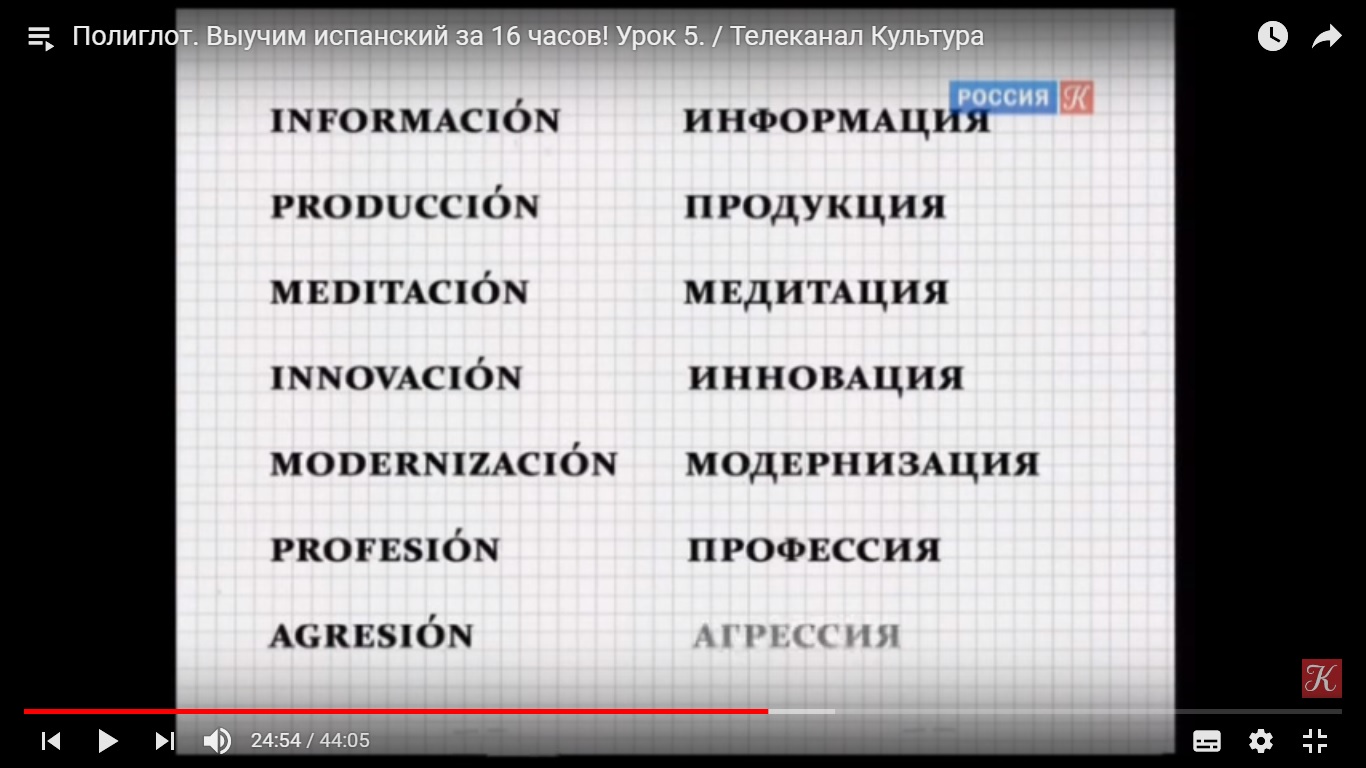 Полиглот. Выучим испанский за 16 часов! Урок 5. / Телеканал Культура
РОССИЯ К
INFORMACIÓN ИНФОРМАЦИЯ
PRODUCCIÓN ПРОДУКЦИЯ
MEDITACIÓN МЕДИТАЦИЯ
INNOVACIÓN ИННОВАЦИЯ
MODERNIZACIÓN МОДЕРНИЗАЦИЯ
PROFESIÓN ПРОФЕССИЯ
AGRESIÓN АГРЕССИЯ
К
24:54 / 44:05